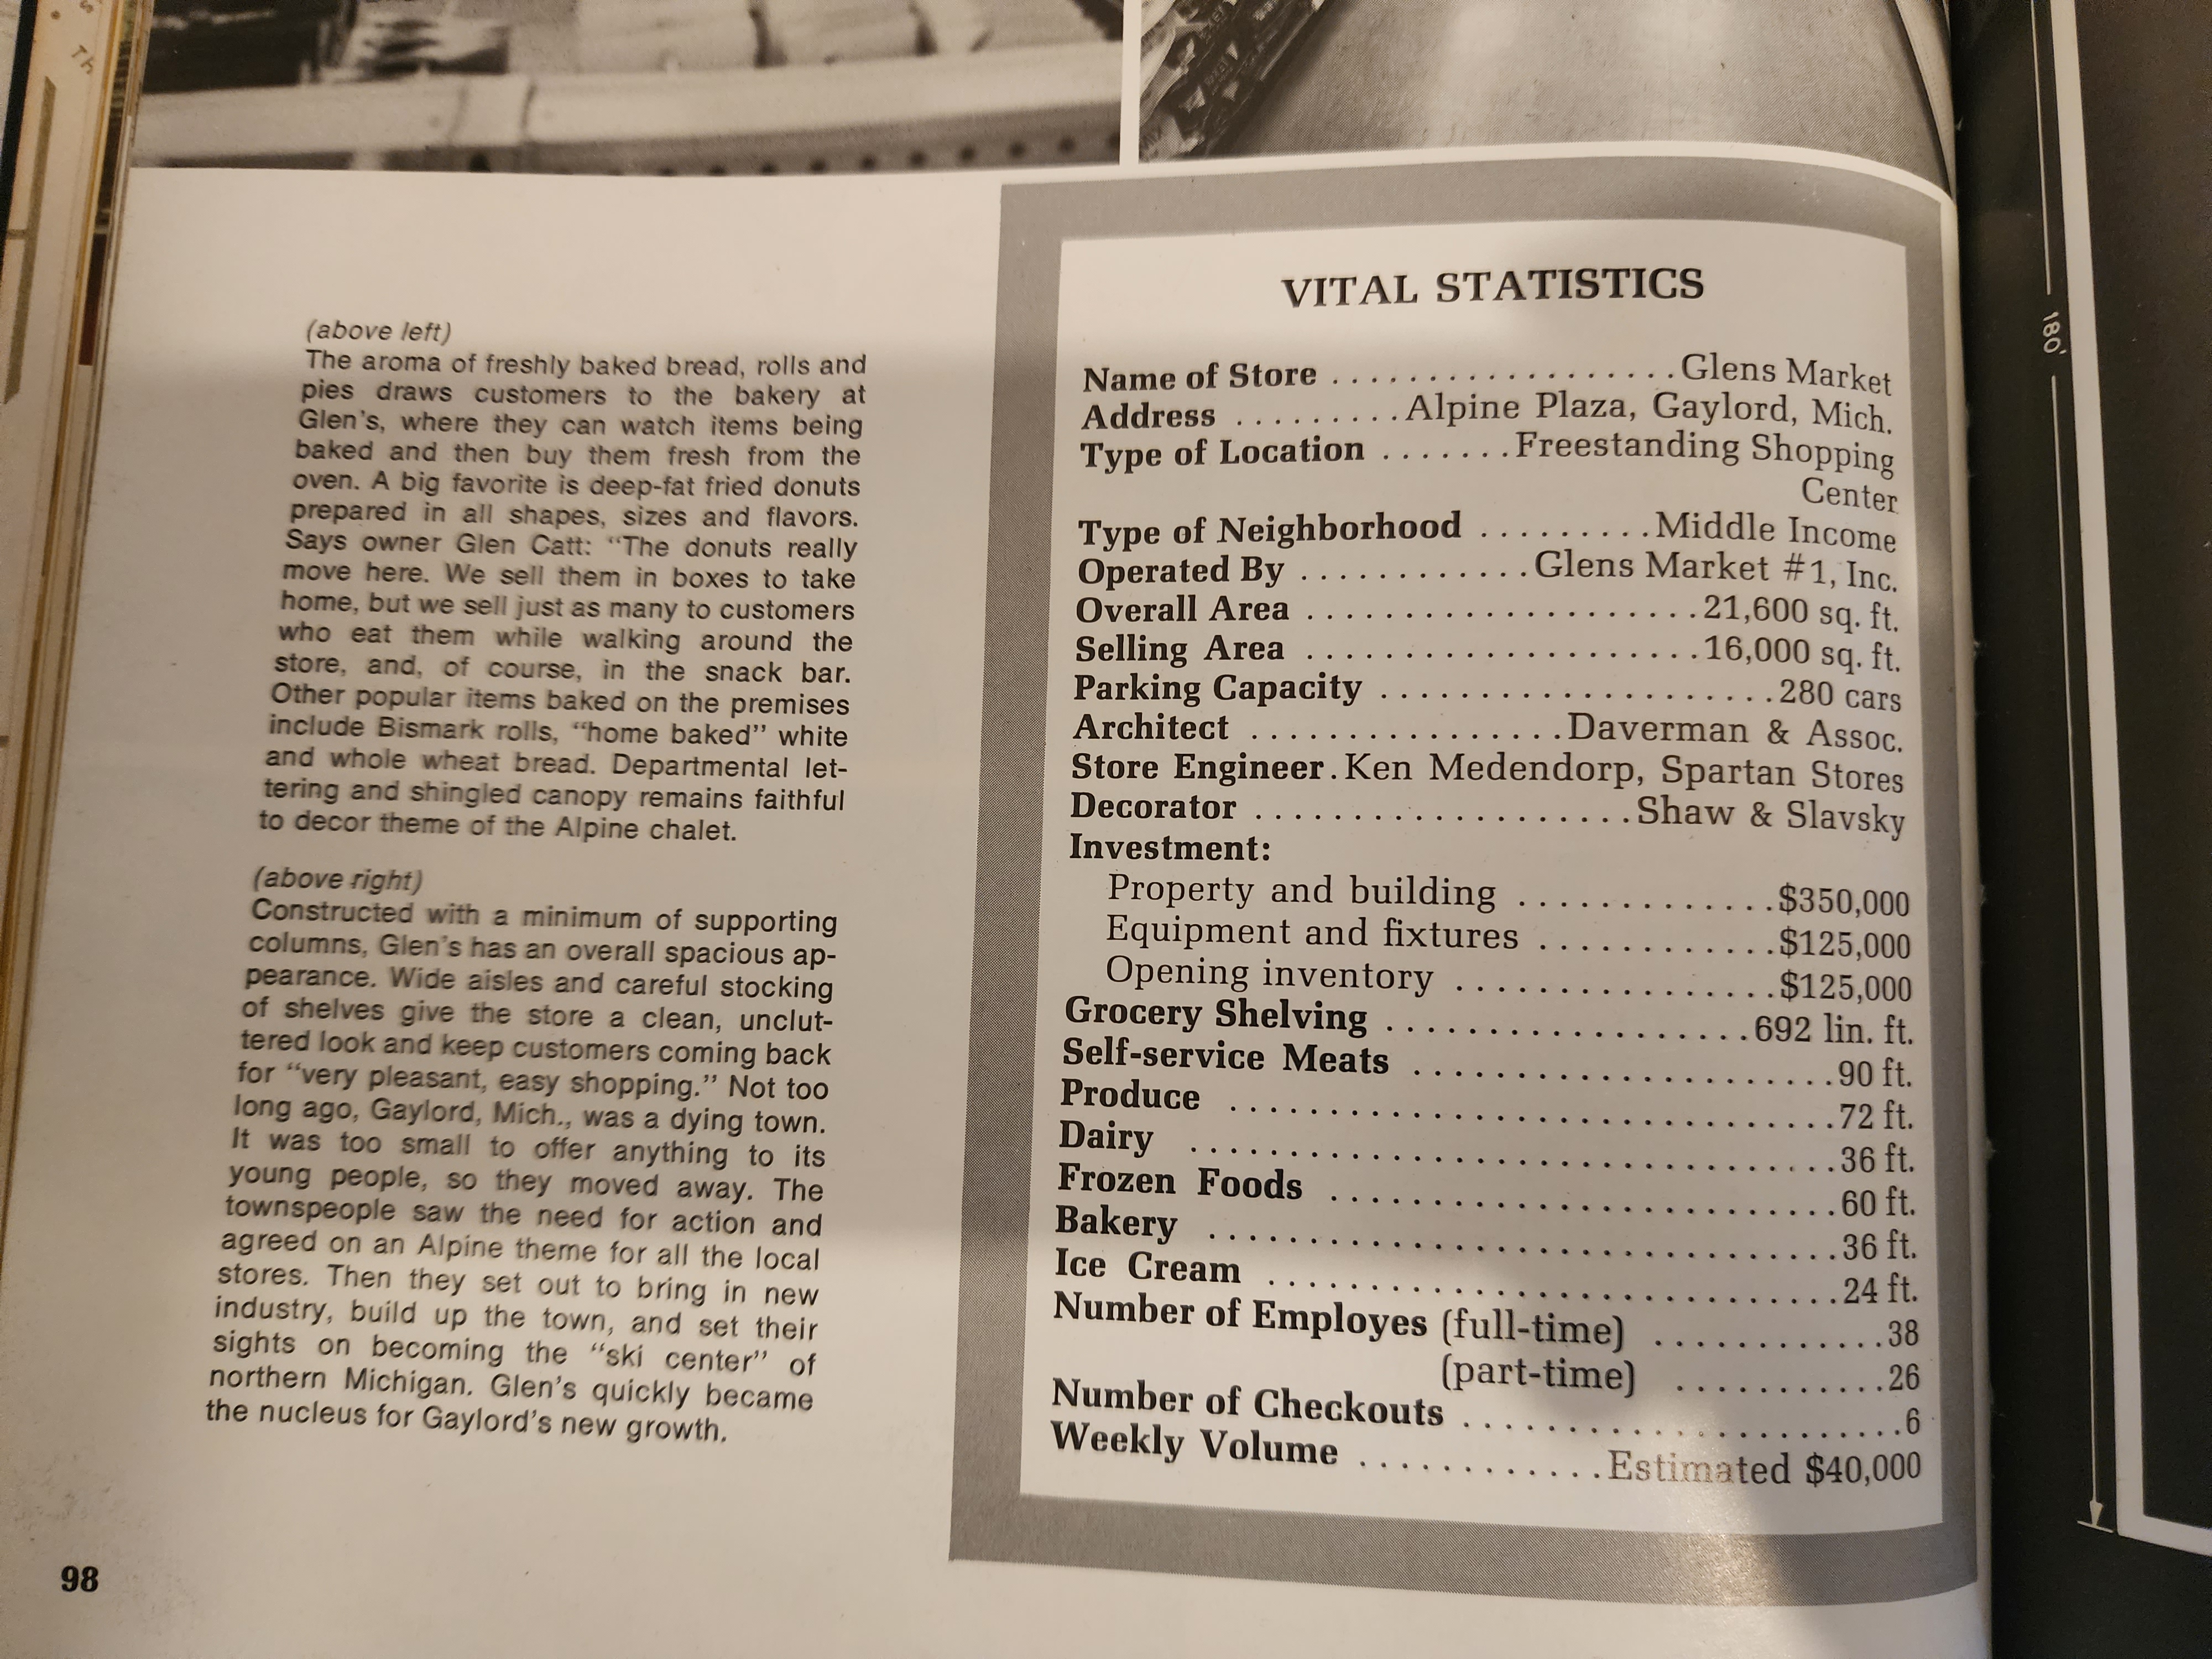 (above left)
The aroma of freshly baked bread, rolls and
pies draws customers to the bakery at
Glen's, where they can watch items being
baked and then buy them fresh from the
oven. A big favorite is deep-fat fried donuts
prepared in all shapes, sizes and flavors.
Says owner Glen Catt: “The donuts really
move here. We sell them in boxes to take
home, but we sell just as many to customers
who eat them while walking around the
store, and, of course, in the snack bar.
Other popular items baked on the premises
include Bismark rolls, “home baked” white
and whole wheat bread. Departmental let-
tering and shingled canopy remains faithful
to decor theme of the Alpine chalet.
(above right)
Constructed with a minimum of supporting
columns, Glen's has an overall spacious ap-
pearance. Wide aisles and careful stocking
of shelves give the store a clean, unclut-
tered look and keep customers coming back
for “very pleasant, easy shopping.” Not too
long ago, Gaylord, Mich., was a dying town.
It was too small to offer anything to its
young people, so they moved away. The
townspeople saw the need for action and
agreed on an Alpine theme for all the local
stores. Then they set out to bring in new
industry, build up the town, and set their
sights on becoming the “ski center” of
northern Michigan. Glen's quickly became
the nucleus for Gaylord's new growth.
98
VITAL STATISTICS
Name of Store ..................Glens Market
Address .........Alpine Plaza, Gaylord, Mich.
Type of Location .......Freestanding Shopping
Center
Type of Neighborhood .........Middle Income
Operated By ............Glens Market #1, Inc.
Overall Area .....................21,600 sq. ft.
Selling Area .....................16,000 sq. ft.
Parking Capacity .....................280 cars
Architect ................Daverman & Assoc.
Store Engineer.Ken Medendorp, Spartan Stores
Decorator ....................Shaw & Slavsky
Investment:
Property and building .............$350,000
Equipment and fixtures ............$125,000
Opening inventory ................$125,000
Grocery Shelving ...................692 lin. ft.
Self-service Meats .....................90 ft.
Produce ..............................72 ft.
Dairy ................................36 ft.
Frozen Foods .........................60 ft.
Bakery ...............................36 ft.
Ice Cream ............................24 ft.
Number of Employes (full-time) ............38
(part-time) ...........26
Number of Checkouts ......................6
Weekly Volume ............Estimated $40,000
180'